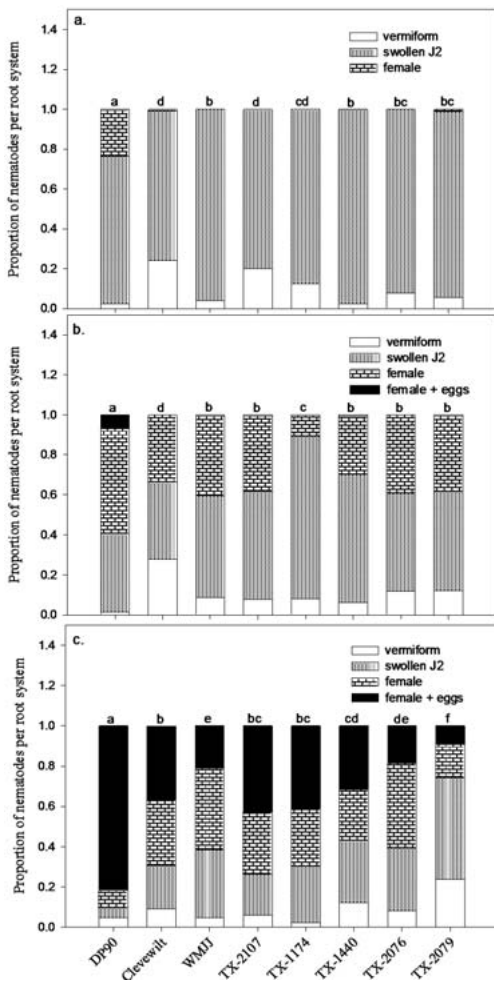 a.
vermiform
swollen J2
female
a d b d cd b bc bc
1.4
1.2
1.0
0.8
0.6
0.4
0.2
0.0
Proportion of nematodes per root system
b.
vermiform
swollen J2
female
female + eggs
a d b b c b b b
1.4
1.2
1.0
0.8
0.6
0.4
0.2
0.0
Proportion of nematodes per root system
c.
vermiform
swollen J2
female
female + eggs
a b e bc bc cd de f
1.4
1.2
1.0
0.8
0.6
0.4
0.2
0.0
Proportion of nematodes per root system
DP90
Clevewilt
WMJJ
TX-2107
TX-1174
TX-1440
TX-2076
TX-2079